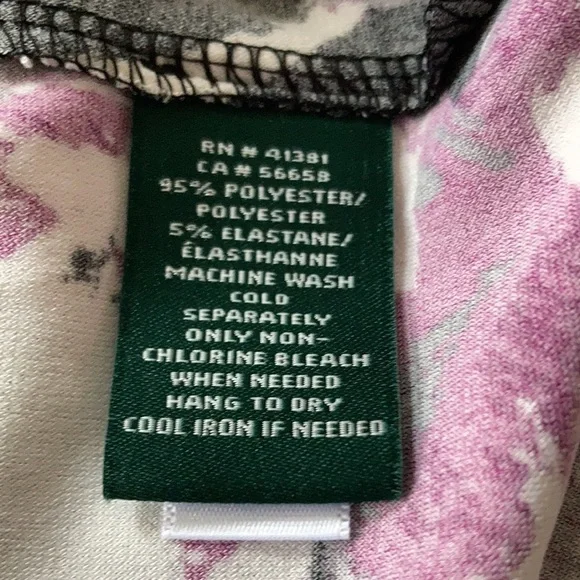 RN # 41381
CA # 56658
95% POLYESTER/
POLYESTER
5% ELASTANE/
ÉLASTHANNE
MACHINE WASH
COLD
SEPARATELY
ONLY NON-
CHLORINE BLEACH
WHEN NEEDED
HANG TO DRY
COOL IRON IF NEEDED